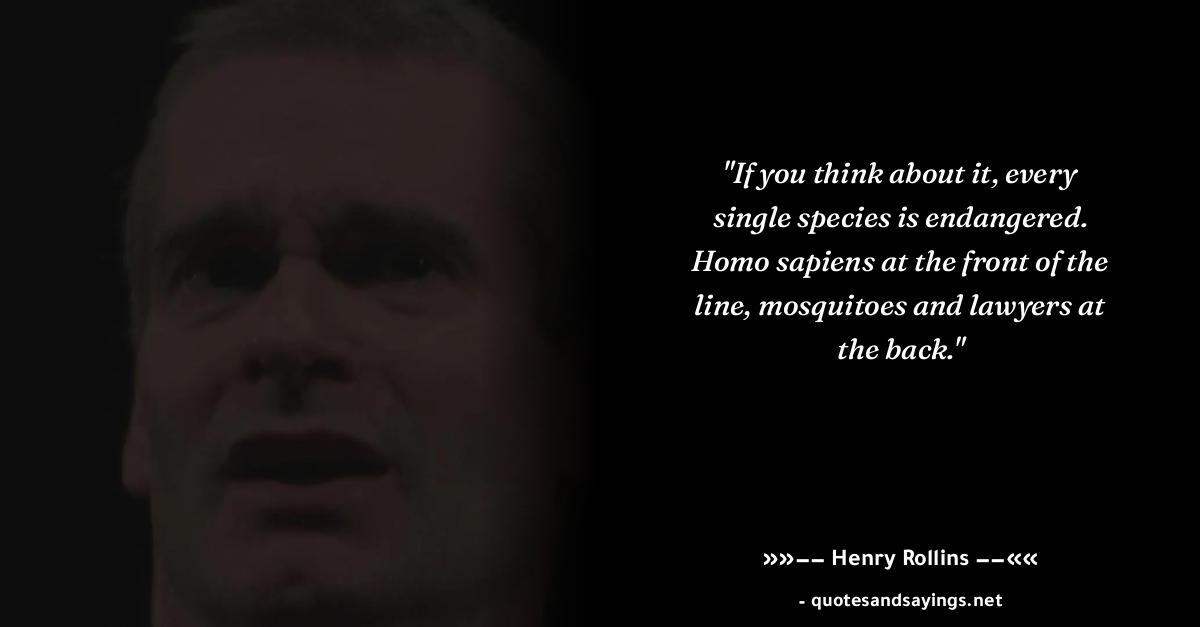 "If you think about it, every
single species is endangered.
Homo sapiens at the front of the
line, mosquitoes and lawyers at
the back."
»»−− Henry Rollins −−««
- quotesandsayings.net